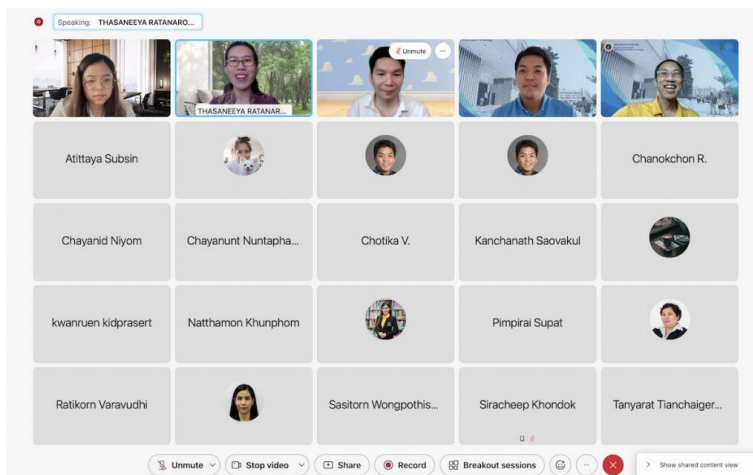 Speaking: THASANEEYA RATANARO...
Unmute
THASANEEYA RATANAR...
Atittaya Subsin
Chanokchon R.
Chayanid Niyom
Chayanunt Nuntapha...
Chotika V.
Kanchanath Saovakul
kwanruen kidprasert
Natthamon Khunphom
Pimpirai Supat
Ratikorn Varavudhi
Sasitorn Wongpothis...
Siracheep Khondok
Tanyarat Tianchaiger...
Unmute
Stop video
Share
Record
Breakout sessions
Show shared content view